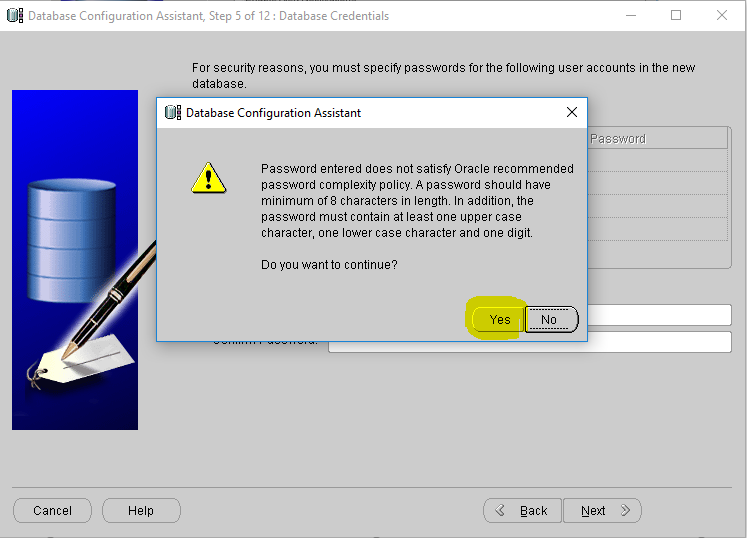 Database Configuration Assistant, Step 5 of 12 : Database Credentials
For security reasons, you must specify passwords for the following user accounts in the new
database.
Database Configuration Assistant
Password
Password entered does not satisfy Oracle recommended
password complexity policy. A password should have
minimum of 8 characters in length. In addition, the
password must contain at least one upper case
character, one lower case character and one digit.
Do you want to continue?
Yes No
Confirm Password:
Cancel Help Back Next